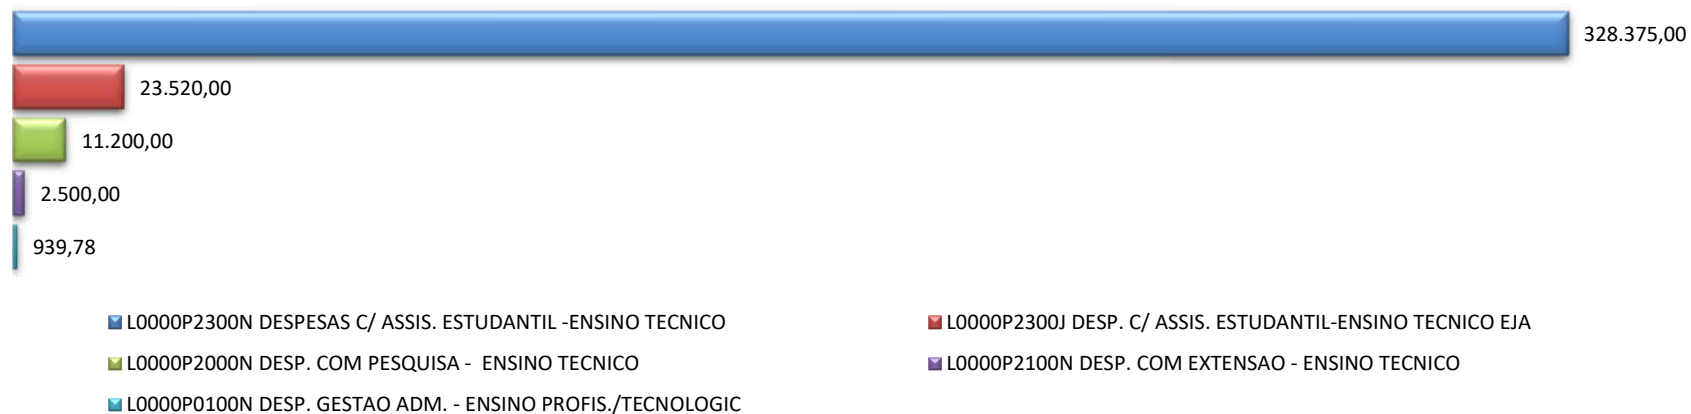 328.375,00
23.520,00
11.200,00
2.500,00
939,78
L0000P2300N DESPESAS C/ ASSIS. ESTUDANTIL -ENSINO TECNICO
L0000P2300J DESP. C/ ASSIS. ESTUDANTIL-ENSINO TECNICO EJA
L0000P2000N DESP. COM PESQUISA - ENSINO TECNICO
L0000P2100N DESP. COM EXTENSAO - ENSINO TECNICO
L0000P0100N DESP. GESTAO ADM. - ENSINO PROFIS./TECNOLOGIC